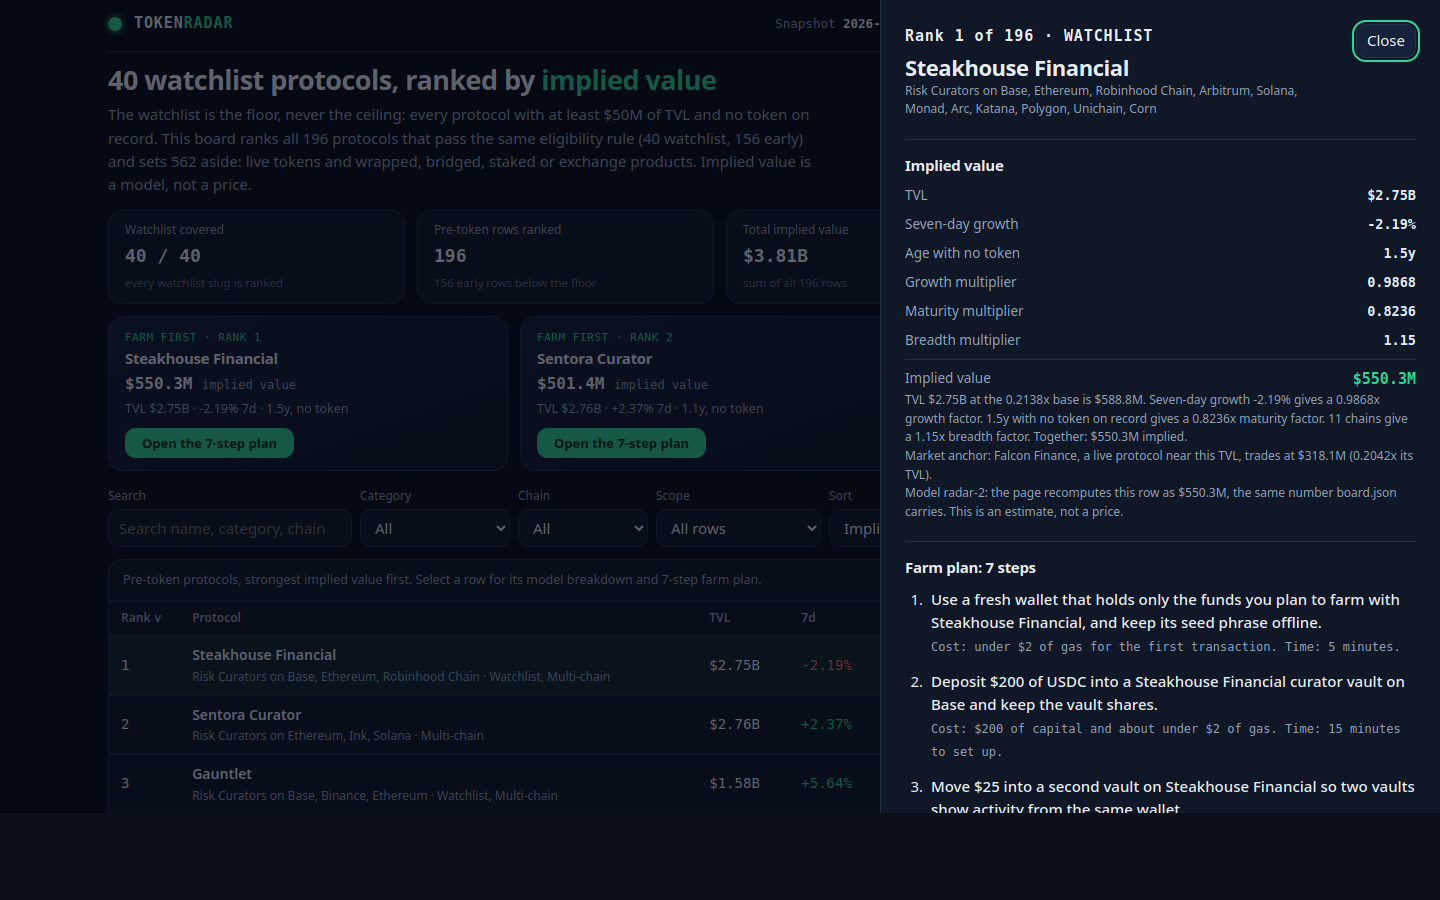 TOKENRADAR
Snapshot 2026-
40 watchlist protocols, ranked by implied value
The watchlist is the floor, never the ceiling: every protocol with at least $50M of TVL and no token on
record. This board ranks all 196 protocols that pass the same eligibility rule (40 watchlist, 156 early)
and sets 562 aside: live tokens and wrapped, bridged, staked or exchange products. Implied value is
a model, not a price.
Watchlist covered
40 / 40
every watchlist slug is ranked
Pre-token rows ranked
196
156 early rows below the floor
Total implied value
$3.81B
sum of all 196 rows
FARM FIRST · RANK 1
Steakhouse Financial
$550.3M implied value
TVL $2.75B · -2.19% 7d · 1.5y, no token
Open the 7-step plan
FARM FIRST · RANK 2
Sentora Curator
$501.4M implied value
TVL $2.76B · +2.37% 7d · 1.1y, no token
Open the 7-step plan
Search
Category
Chain
Scope
Sort
Search name, category, chain
All
All
All rows
Impli
Pre-token protocols, strongest implied value first. Select a row for its model breakdown and 7-step farm plan.
Rank v
Protocol
TVL
7d
1
Steakhouse Financial
Risk Curators on Base, Ethereum, Robinhood Chain · Watchlist, Multi-chain
$2.75B
-2.19%
2
Sentora Curator
Risk Curators on Ethereum, Ink, Solana · Multi-chain
$2.76B
+2.37%
3
Gauntlet
Risk Curators on Base, Binance, Ethereum · Watchlist, Multi-chain
$1.58B
+5.64%
Rank 1 of 196 · WATCHLIST
Close
Steakhouse Financial
Risk Curators on Base, Ethereum, Robinhood Chain, Arbitrum, Solana,
Monad, Arc, Katana, Polygon, Unichain, Corn
Implied value
TVL $2.75B
Seven-day growth -2.19%
Age with no token 1.5y
Growth multiplier 0.9868
Maturity multiplier 0.8236
Breadth multiplier 1.15
Implied value $550.3M
TVL $2.75B at the 0.2138x base is $588.8M. Seven-day growth -2.19% gives a 0.9868x
growth factor. 1.5y with no token on record gives a 0.8236x maturity factor. 11 chains give
a 1.15x breadth factor. Together: $550.3M implied.
Market anchor: Falcon Finance, a live protocol near this TVL, trades at $318.1M (0.2042x its
TVL).
Model radar-2: the page recomputes this row as $550.3M, the same number board.json
carries. This is an estimate, not a price.
Farm plan: 7 steps
1. Use a fresh wallet that holds only the funds you plan to farm with
Steakhouse Financial, and keep its seed phrase offline.
Cost: under $2 of gas for the first transaction. Time: 5 minutes.
2. Deposit $200 of USDC into a Steakhouse Financial curator vault on
Base and keep the vault shares.
Cost: $200 of capital and about under $2 of gas. Time: 15 minutes
to set up.
3. Move $25 into a second vault on Steakhouse Financial so two vaults
show activity from the same wallet